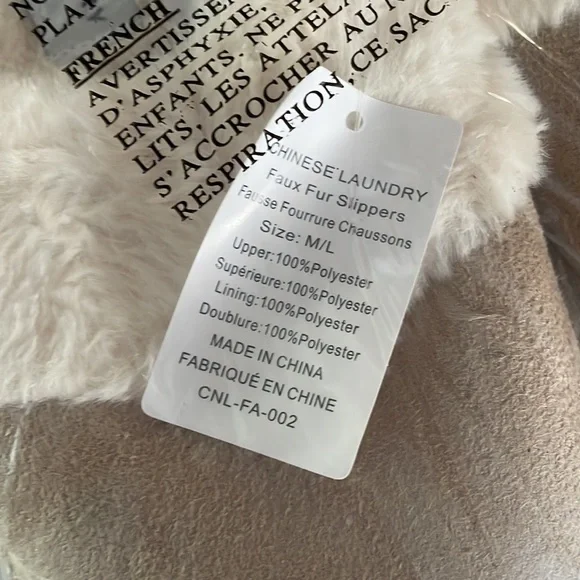 PLAY
FRENCH
AVERTISSE
D'ASPHYXIE,
ENFANTS. NE P
LITS, LES ATTELA
S'ACCROCHER AU N
RESPIRATION, CE SAC
CHINESE LAUNDRY
Faux Fur Slippers
Fausse Fourrure Chaussons
Size: M/L
Upper:100%Polyester
Supérieure:100%Polyester
Lining:100%Polyester
Doublure:100%Polyester
MADE IN CHINA
FABRIQUÉ EN CHINE
CNL-FA-002